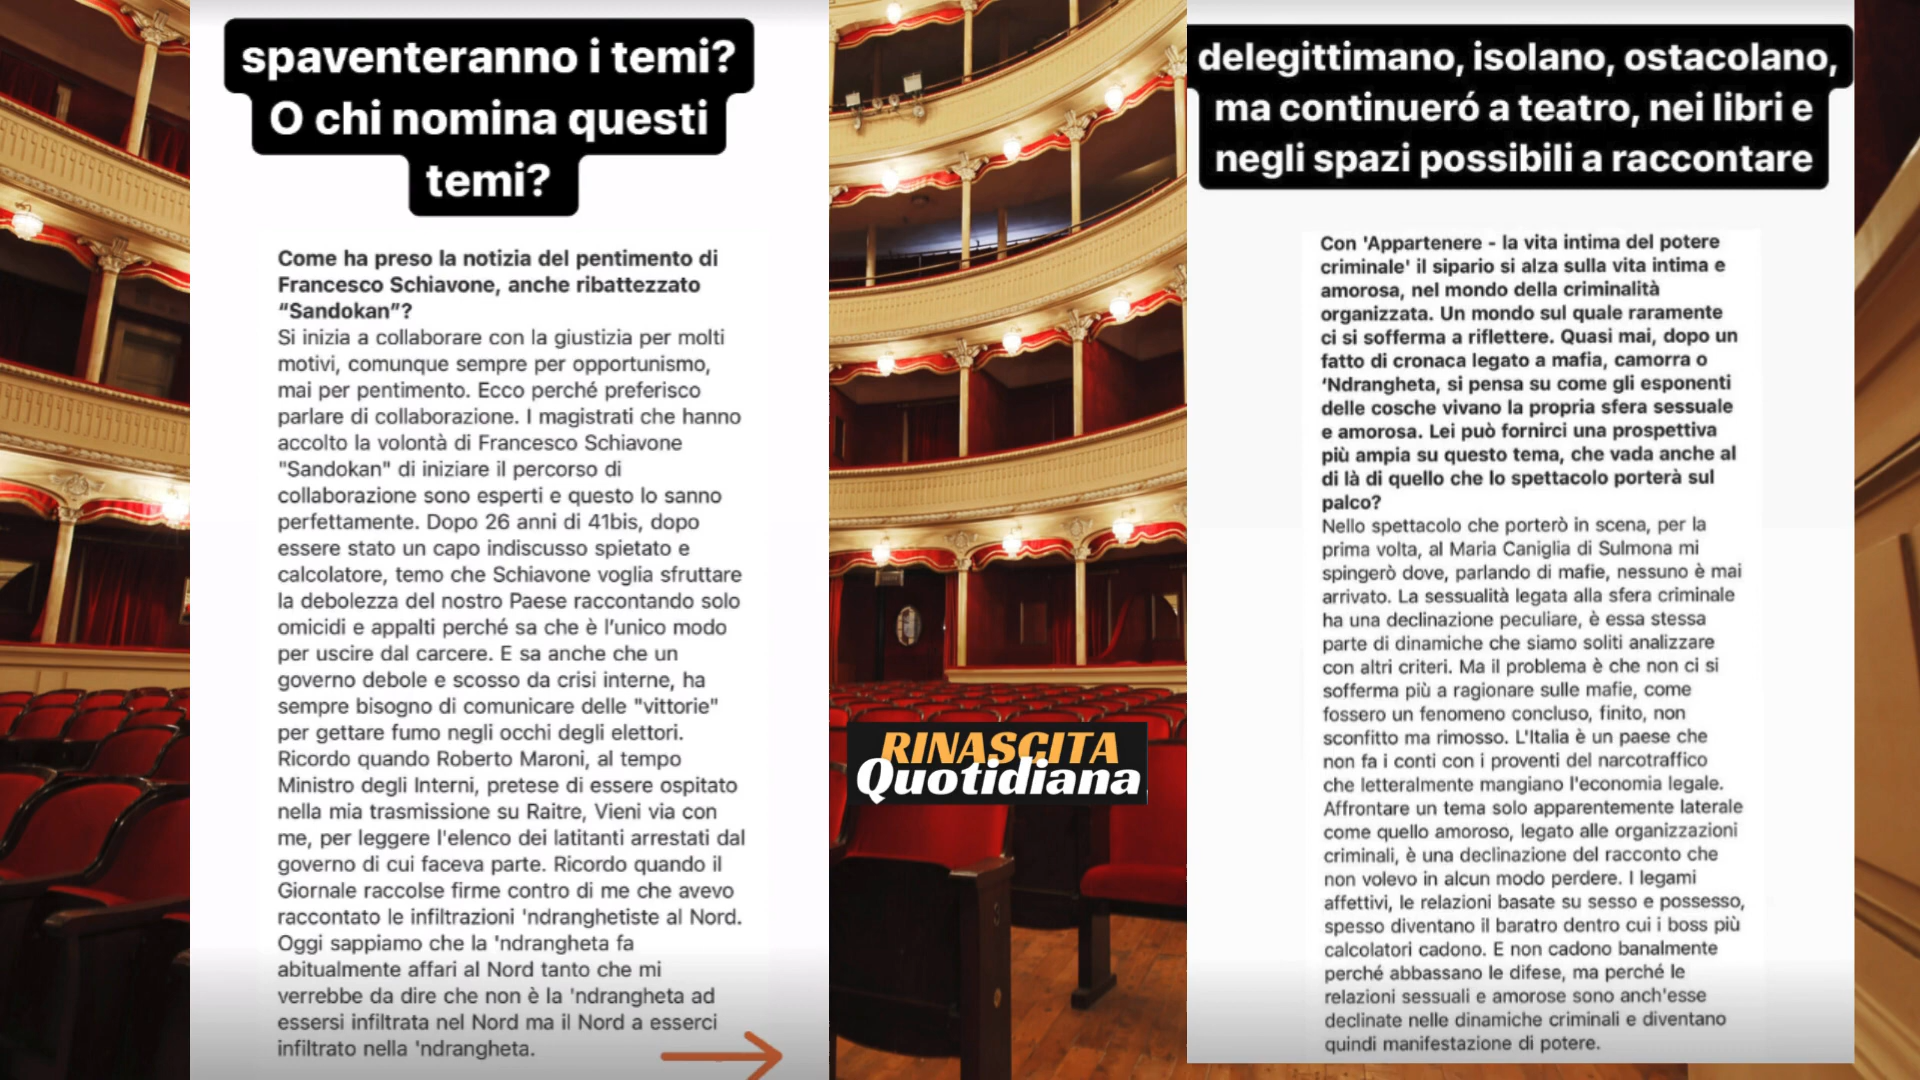 spaventeranno i temi?
O chi nomina questi
temi?
Come ha preso la notizia del pentimento di
Francesco Schiavone, anche ribattezzato
“Sandokan”?
Si inizia a collaborare con la giustizia per molti
motivi, comunque sempre per opportunismo,
mai per pentimento. Ecco perché preferisco
parlare di collaborazione. I magistrati che hanno
accolto la volontà di Francesco Schiavone
"Sandokan" di iniziare il percorso di
collaborazione sono esperti e questo lo sanno
perfettamente. Dopo 26 anni di 41bis, dopo
essere stato un capo indiscusso spietato e
calcolatore, temo che Schiavone voglia sfruttare
la debolezza del nostro Paese raccontando solo
omicidi e appalti perché sa che è l’unico modo
per uscire dal carcere. E sa anche che un
governo debole e scosso da crisi interne, ha
sempre bisogno di comunicare delle "vittorie"
per gettare fumo negli occhi degli elettori.
Ricordo quando Roberto Maroni, al tempo
Ministro degli Interni, pretese di essere ospitato
nella mia trasmissione su Raitre, Vieni via con
me, per leggere l'elenco dei latitanti arrestati dal
governo di cui faceva parte. Ricordo quando il
Giornale raccolse firme contro di me che avevo
raccontato le infiltrazioni 'ndranghetiste al Nord.
Oggi sappiamo che la 'ndrangheta fa
abitualmente affari al Nord tanto che mi
verrebbe da dire che non è la 'ndrangheta ad
essersi infiltrata nel Nord ma il Nord a esserci
infiltrato nella 'ndrangheta.
RINASCITA
Quotidiana
delegittimano, isolano, ostacolano,
ma continueró a teatro, nei libri e
negli spazi possibili a raccontare
Con 'Appartenere - la vita intima del potere
criminale' il sipario si alza sulla vita intima e
amorosa, nel mondo della criminalità
organizzata. Un mondo sul quale raramente
ci si sofferma a riflettere. Quasi mai, dopo un
fatto di cronaca legato a mafia, camorra o
‘Ndrangheta, si pensa su come gli esponenti
delle cosche vivano la propria sfera sessuale
e amorosa. Lei può fornirci una prospettiva
più ampia su questo tema, che vada anche al
di là di quello che lo spettacolo porterà sul
palco?
Nello spettacolo che porterò in scena, per la
prima volta, al Maria Caniglia di Sulmona mi
spingerò dove, parlando di mafie, nessuno è mai
arrivato. La sessualità legata alla sfera criminale
ha una declinazione peculiare, è essa stessa
parte di dinamiche che siamo soliti analizzare
con altri criteri. Ma il problema è che non ci si
sofferma più a ragionare sulle mafie, come
fossero un fenomeno concluso, finito, non
sconfitto ma rimosso. L'Italia è un paese che
non fa i conti con i proventi del narcotraffico
che letteralmente mangiano l'economia legale.
Affrontare un tema solo apparentemente laterale
come quello amoroso, legato alle organizzazioni
criminali, è una declinazione del racconto che
non volevo in alcun modo perdere. I legami
affettivi, le relazioni basate su sesso e possesso,
spesso diventano il baratro dentro cui i boss più
calcolatori cadono. E non cadono banalmente
perché abbassano le difese, ma perché le
relazioni sessuali e amorose sono anch'esse
declinate nelle dinamiche criminali e diventano
quindi manifestazione di potere.